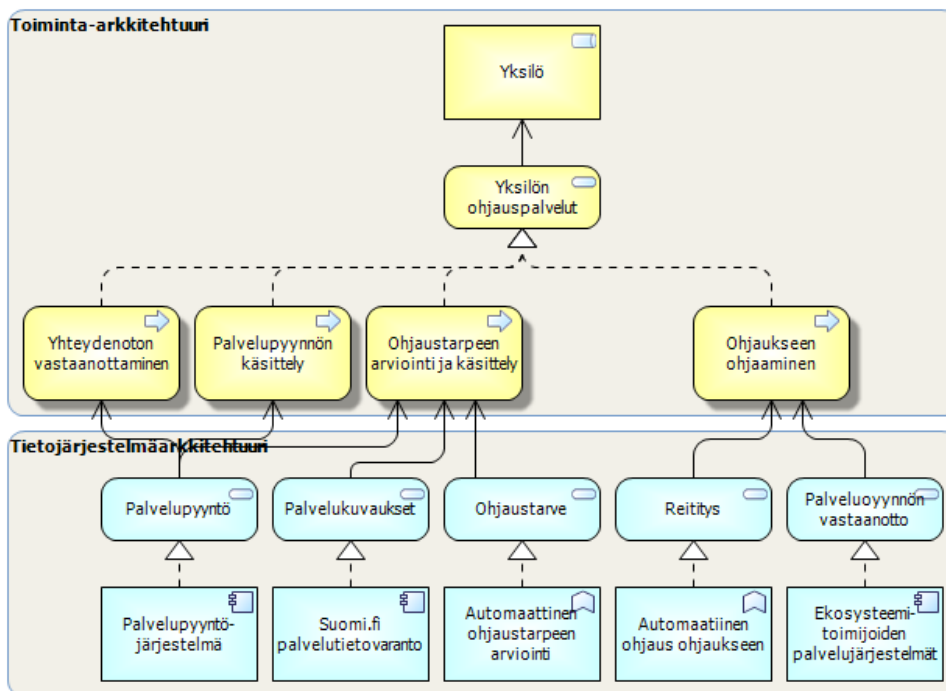 Toiminta-arkkitehtuuri
Yksilö
Yksilön
ohjauspalvelut
Yhteydenoton
vastaanottaminen
Palvelupyynnön
käsittely
Ohjaustarpeen
arviointi ja käsittely
Ohjaukseen
ohjaaminen
Tietojärjestelmäarkkitehtuuri
Palvelupyyntö
Palvelukuvaukset
Ohjaustarve
Reititys
Palveluoyynnön
vastaanotto
Palvelupyyntö-
järjestelmä
Suomi.fi
palvelutietovaranto
Automaattinen
ohjaustarpeen
arviointi
Automaatiinen
ohjaus ohjaukseen
Ekosysteemi-
toimijoiden
palvelujärjestelmät